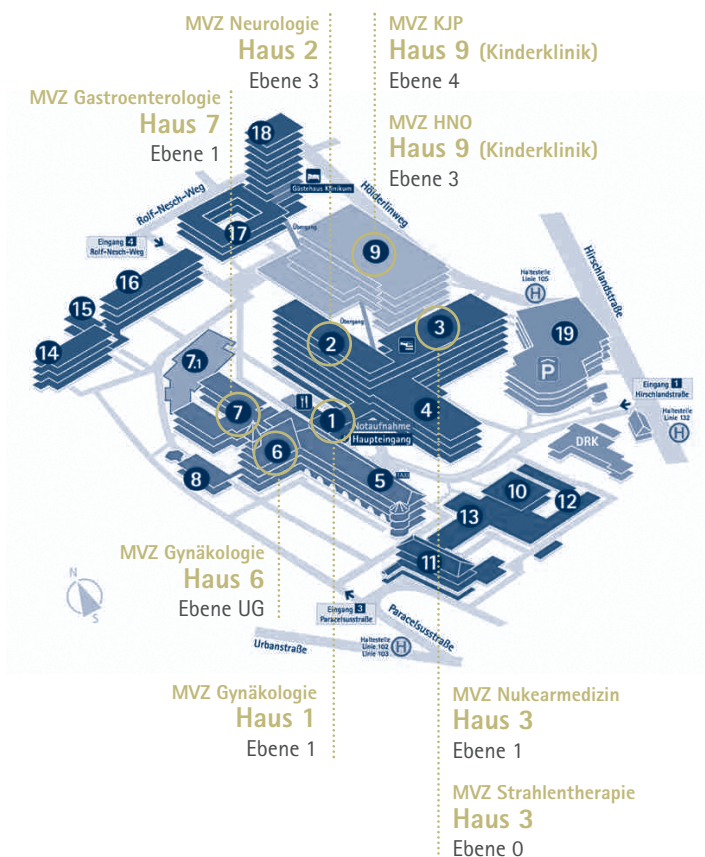 MVZ Neurologie
Haus 2
Ebene 3
MVZ KJP
Haus 9 (Kinderklinik)
Ebene 4
MVZ HNO
Haus 9 (Kinderklinik)
Ebene 3
MVZ Gastroenterologie
Haus 7
Ebene 1
18
Gästehaus Klinikum
Hölderlinweg
Rolf-Nesch-Weg
17
Übergang
Eingang 4
Rolf-Nesch-Weg
9
Hirschlandstraße
16
Haltestelle
Linie 105
H
15
14
Übergang
3
2
19
P
7.1
Eingang 1
Hirschlandstraße
7
1
4
Notaufnahme
Haupteingang
Haltestelle
Linie 132
H
DRK
6
5
TAXI
8
10
12
13
11
MVZ Gynäkologie
Haus 6
Ebene UG
N
S
Eingang 3
Paracelsusstraße
Paracelsusstraße
Urbanstraße
Haltestelle
Linie 102
Linie 103
H
MVZ Gynäkologie
Haus 1
Ebene 1
MVZ Nukearmedizin
Haus 3
Ebene 1
MVZ Strahlentherapie
Haus 3
Ebene 0